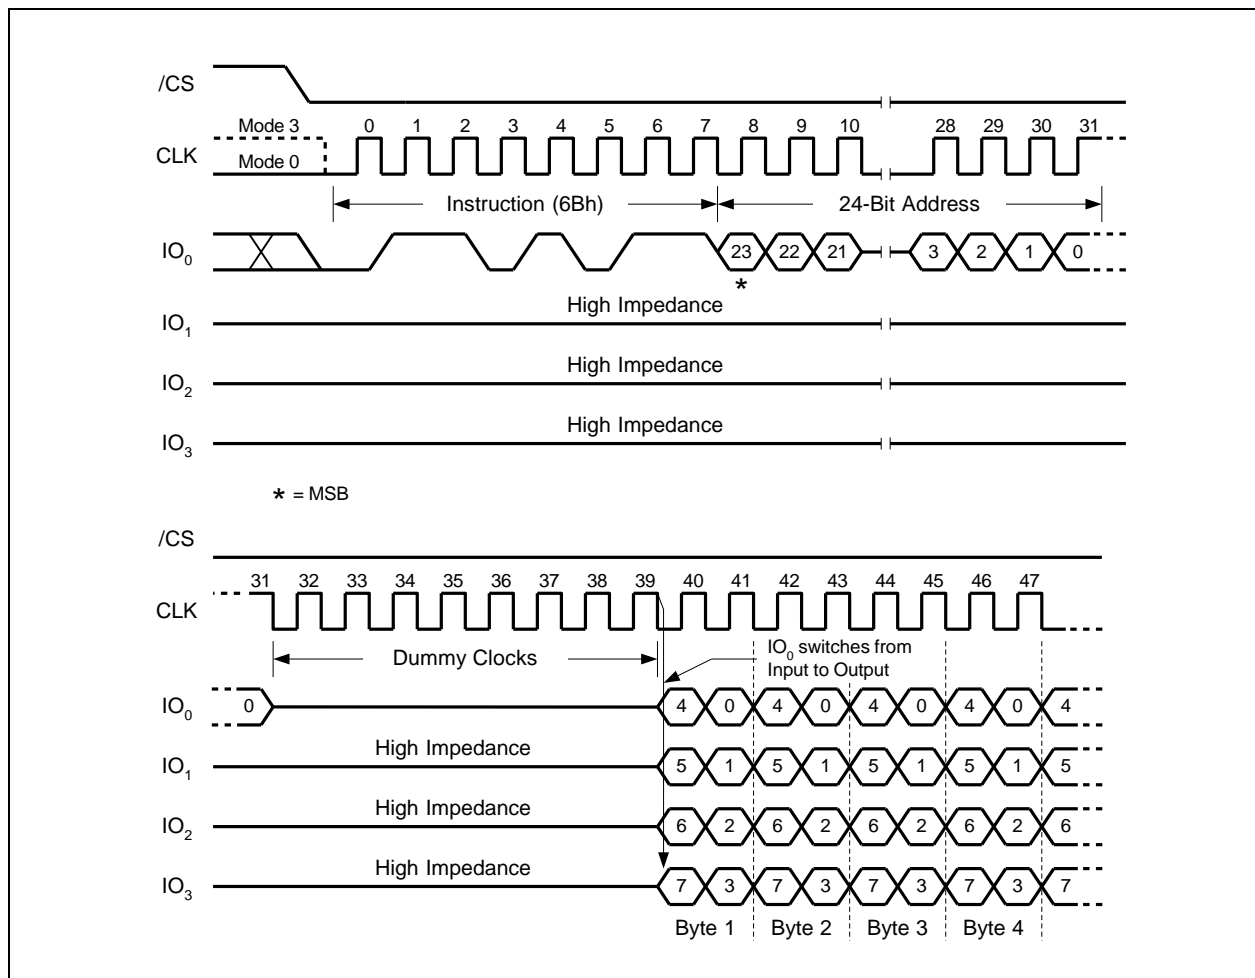 /CS
Mode 3 0 1 2 3 4 5 6 7 8 9 10 28 29 30 31
CLK
Mode 0
Instruction (6Bh) 24-Bit Address
IO0 23 22 21 3 2 1 0
*
High Impedance
IO1
High Impedance
IO2
High Impedance
IO3
* = MSB
/CS
31 32 33 34 35 36 37 38 39 40 41 42 43 44 45 46 47
CLK
Dummy Clocks
IO0 switches from
Input to Output
IO0 0 4 0 4 0 4 0 4 0 4
High Impedance
IO1 5 1 5 1 5 1 5 1 5
High Impedance
IO2 6 2 6 2 6 2 6 2 6
High Impedance
IO3 7 3 7 3 7 3 7 3 7
Byte 1 Byte 2 Byte 3 Byte 4